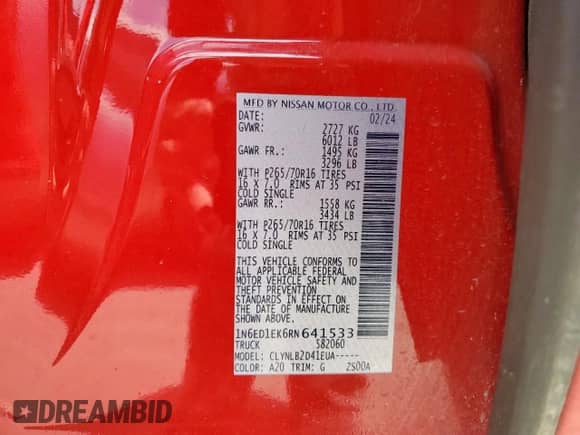 MFD BY NISSAN MOTOR CO., LTD.
DATE: 02/24
GVWR: 2727 KG
6012 LB
GAWR FR.: 1495 KG
3296 LB
WITH P265/70R16 TIRES
16 X 7.0 RIMS AT 35 PSI
COLD SINGLE
GAWR RR.: 1558 KG
3434 LB
WITH P265/70R16 TIRES
16 X 7.0 RIMS AT 35 PSI
COLD SINGLE
THIS VEHICLE CONFORMS TO
ALL APPLICABLE FEDERAL
MOTOR VEHICLE SAFETY AND
THEFT PREVENTION
STANDARDS IN EFFECT ON
THE DATE OF MANUFACTURE
SHOWN ABOVE.
1N6ED1EK6RN641533
TRUCK 582060
MODEL: CLYNLB2D41EUA-----
COLOR: A20 TRIM: G ZS00A
DREAMBID